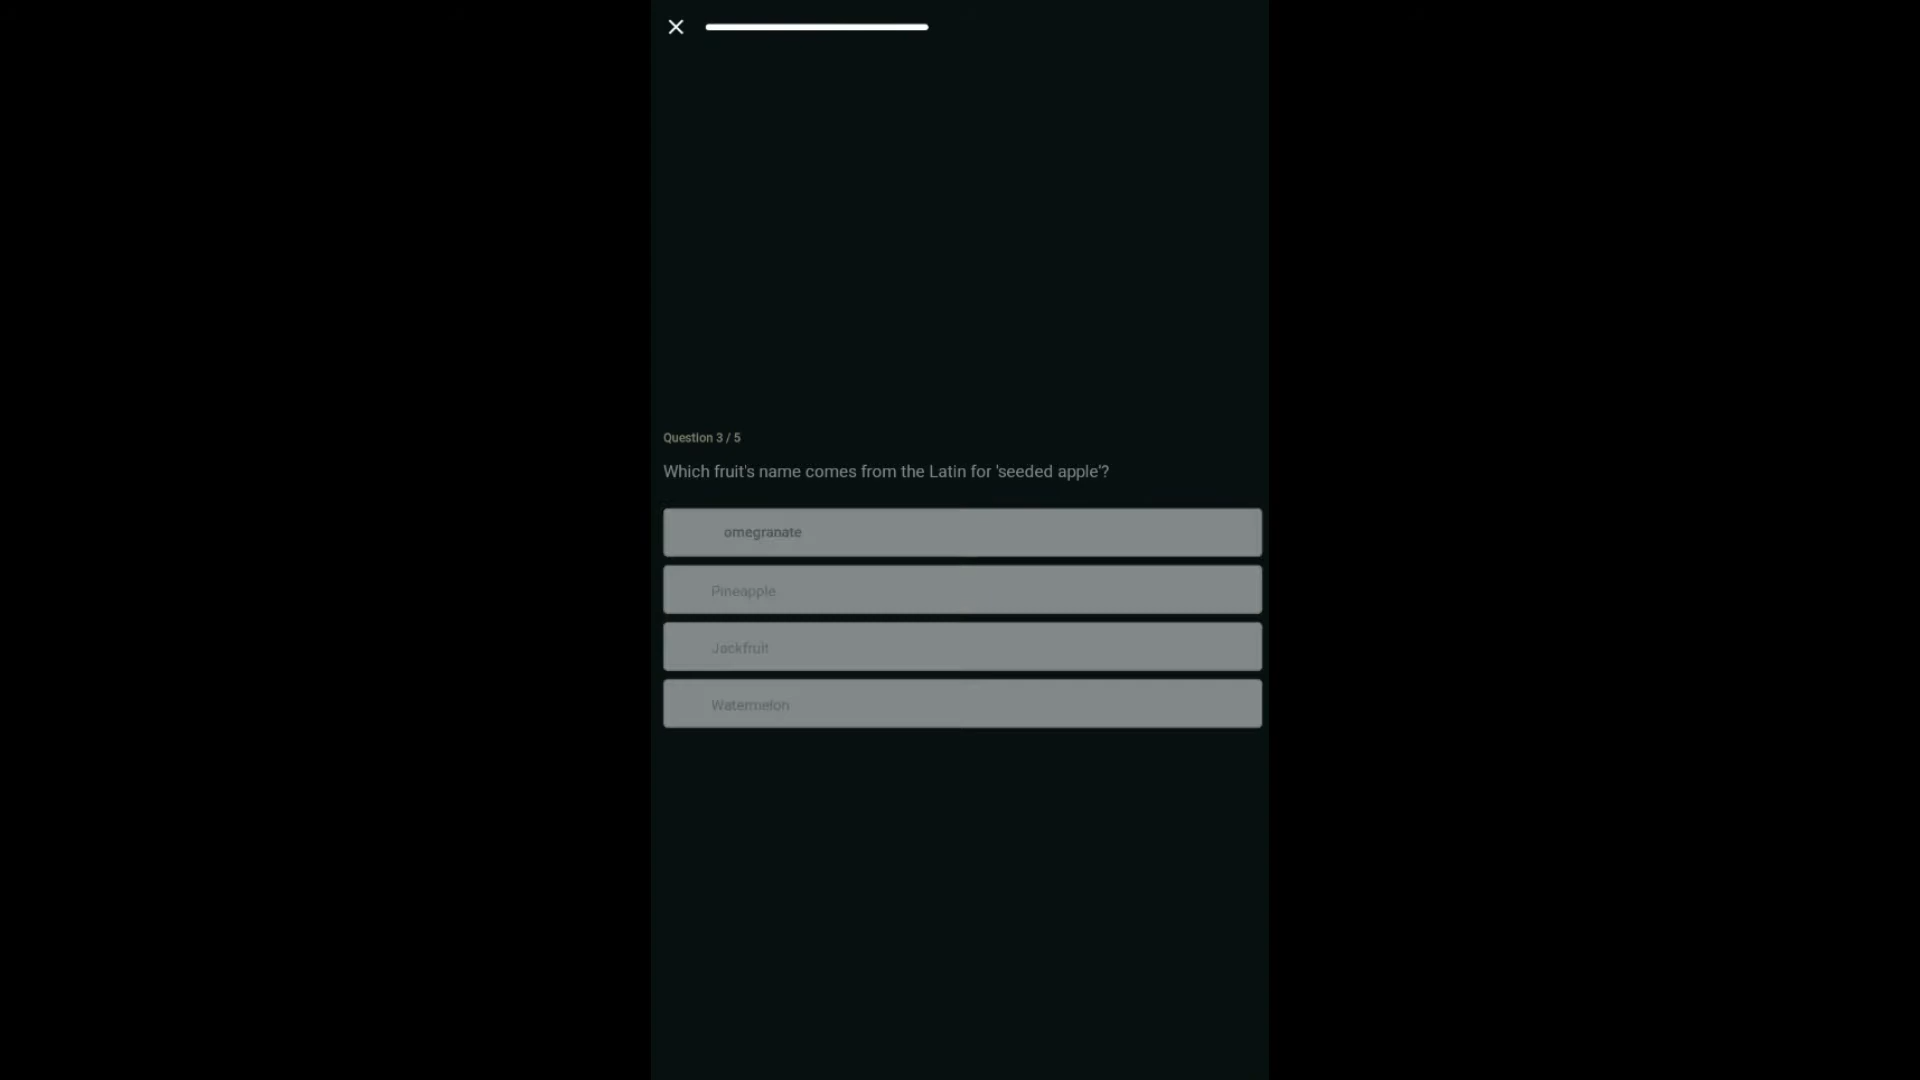 Question 3 / 5
Which fruit's name comes from the Latin for 'seeded apple'?
omegranate
Pineapple
Jackfruit
Watermelon